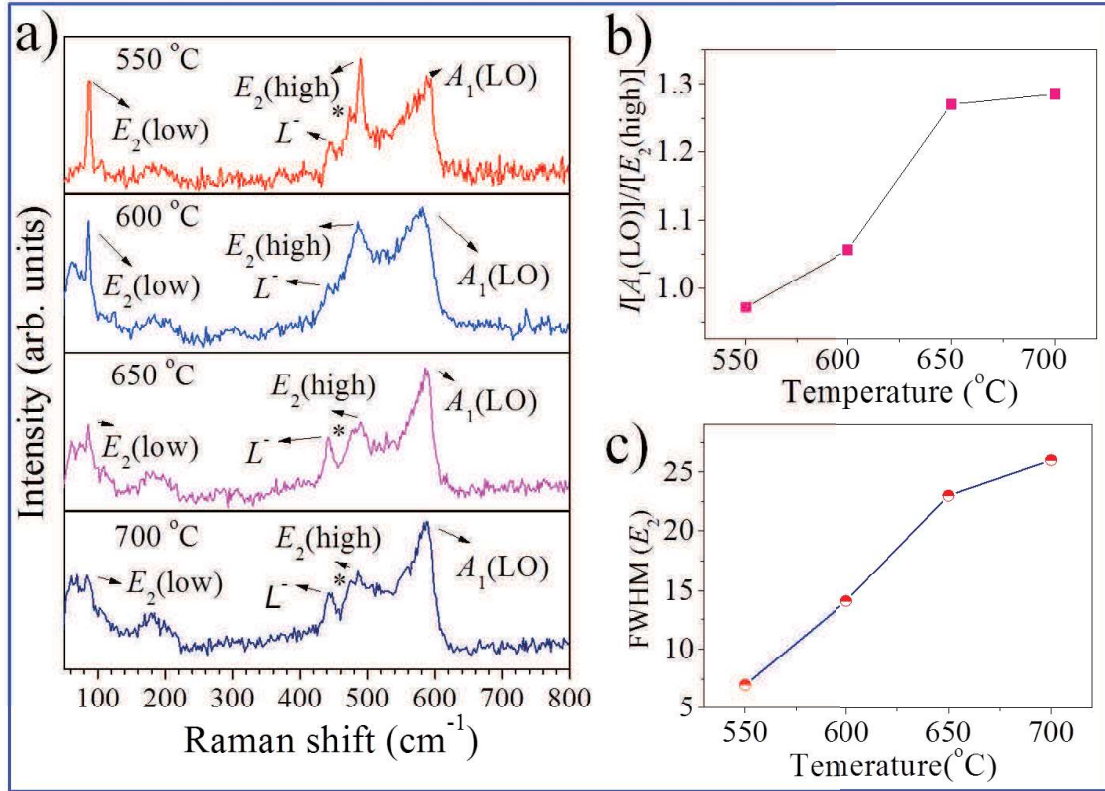 a)
550 °C
E₂(high)
A₁(LO)
*
E₂(low)
L⁻
600 °C
E₂(high)
E₂(low)
L⁻
A₁(LO)
650 °C
E₂(high)
A₁(LO)
*
E₂(low)
L⁻
700 °C
E₂(high)
E₂(low)
*
A₁(LO)
L⁻
Intensity (arb. units)
100 200 300 400 500 600 700 800
Raman shift (cm⁻¹)
b)
I[A₁(LO)]/I[E₂(high)]
1.3
1.2
1.1
1.0
550 600 650 700
Temperature (°C)
c)
FWHM (E₂)
25
20
15
10
5
550 600 650 700
Temerature(°C)